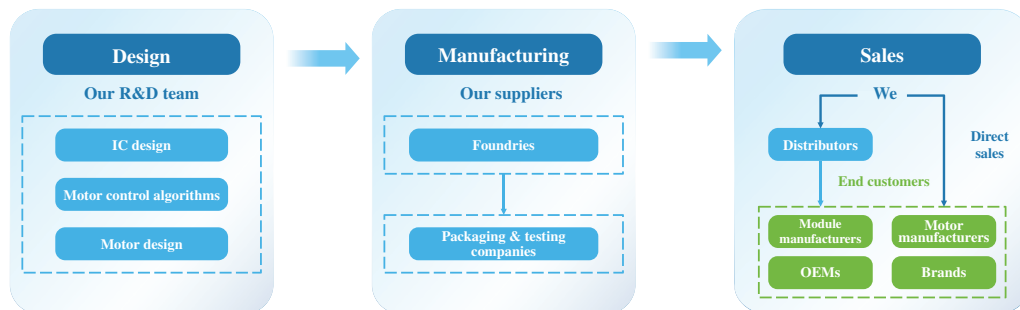 Design
Our R&D team
IC design
Motor control algorithms
Motor design
Manufacturing
Our suppliers
Foundries
Packaging & testing
companies
Sales
We
Distributors
Direct
sales
End customers
Module
manufacturers
Motor
manufacturers
OEMs
Brands